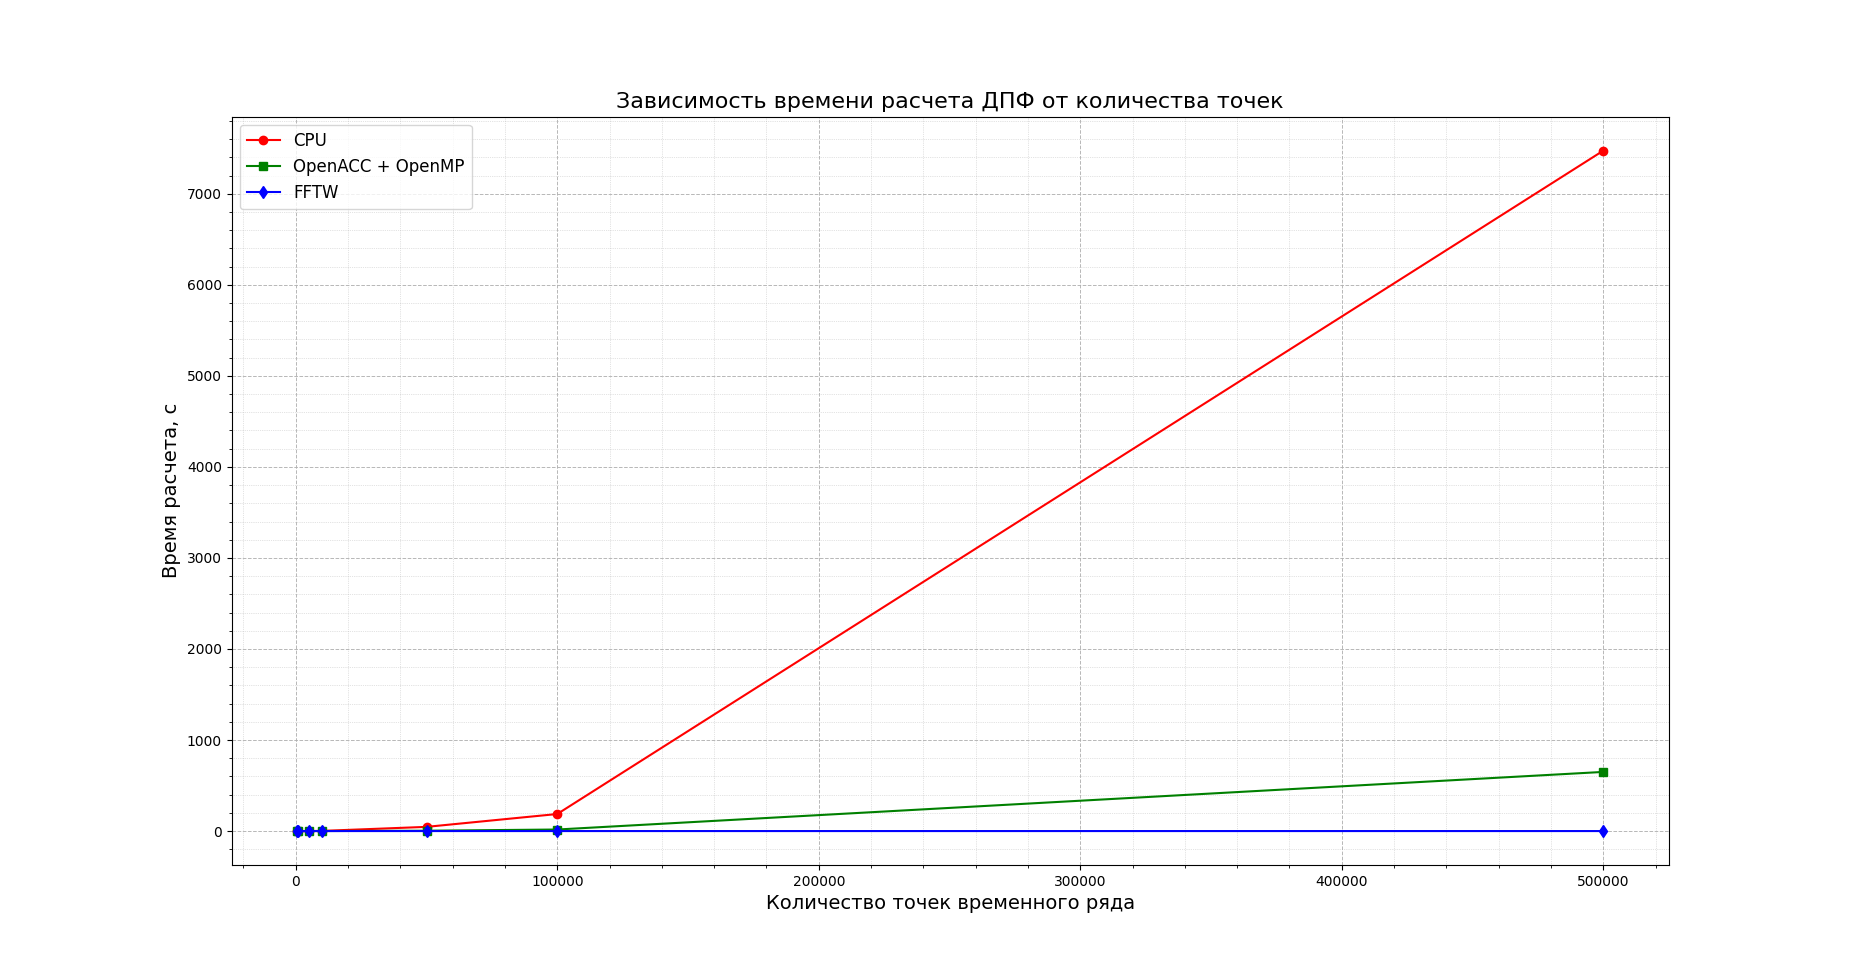 Зависимость времени расчета ДПФ от количества точек
CPU
OpenACC + OpenMP
FFTW
7000
6000
5000
4000
3000
2000
1000
0
Время расчета, с
0 100000 200000 300000 400000 500000
Количество точек временного ряда